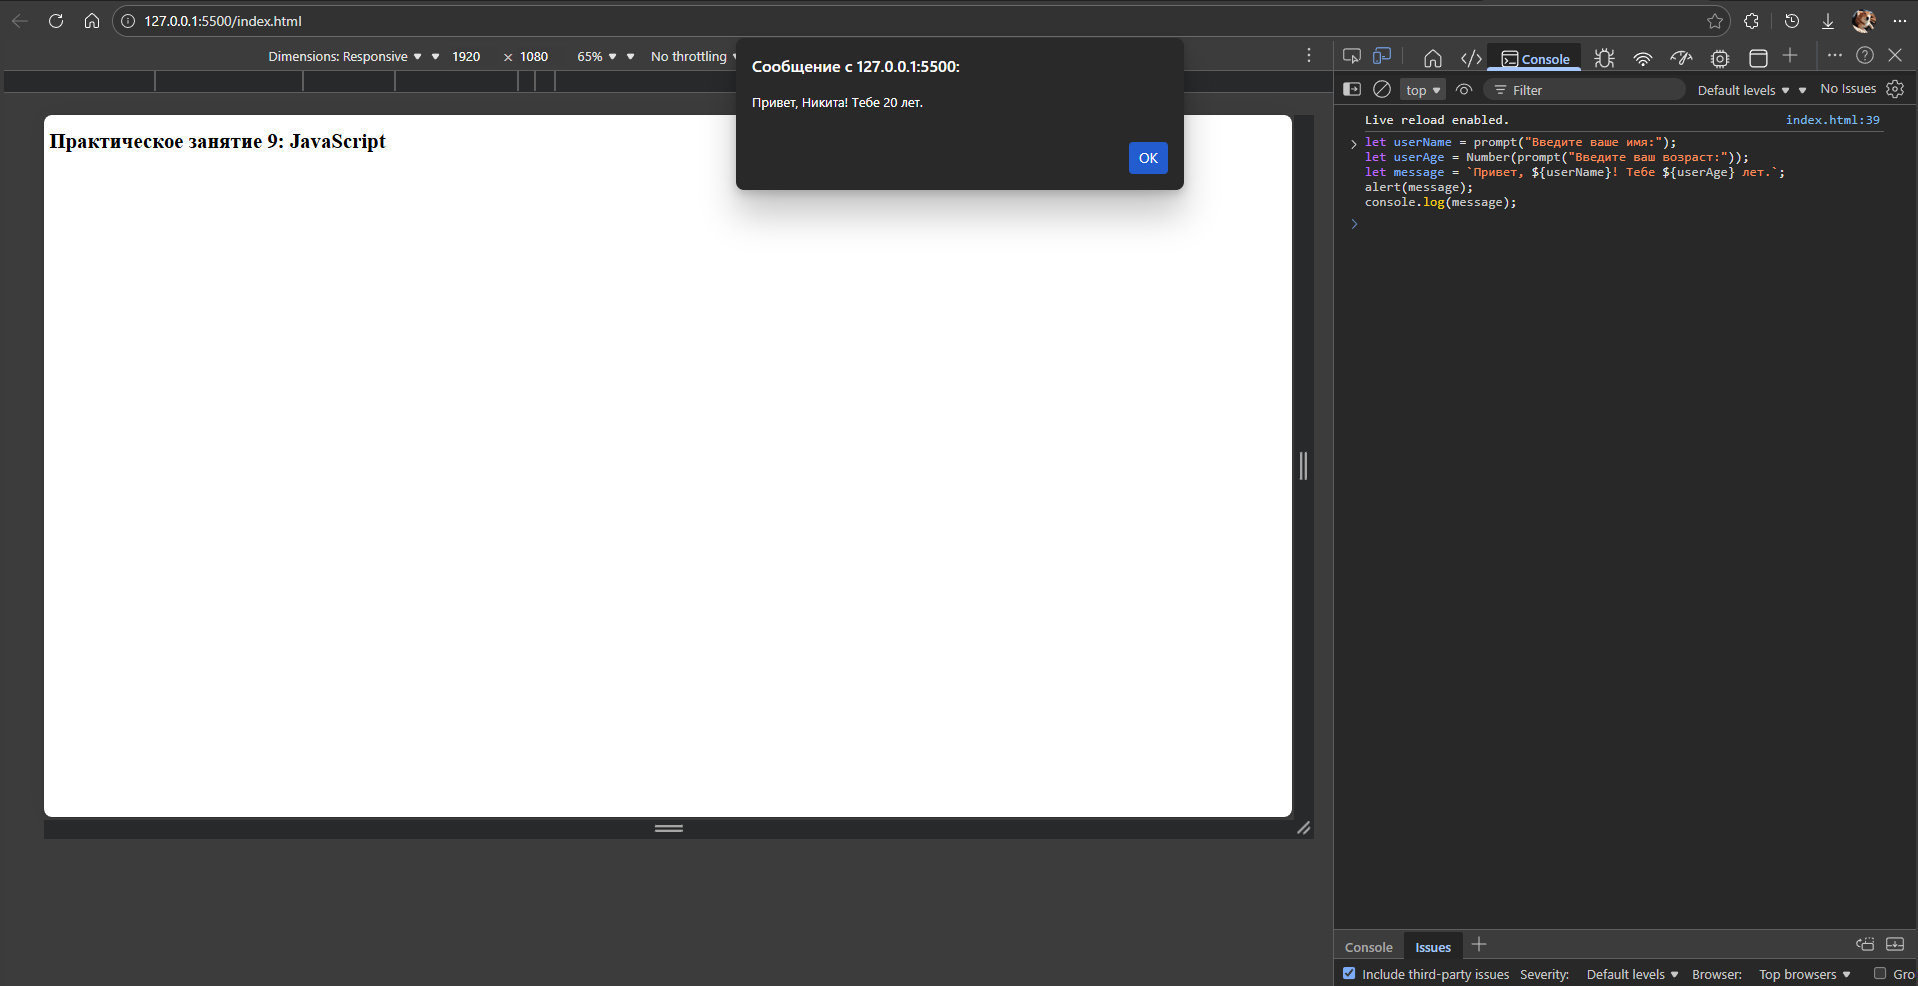 127.0.0.1:5500/index.html
Dimensions: Responsive 1920 × 1080 65% No throttling
Сообщение с 127.0.0.1:5500:
Привет, Никита! Тебе 20 лет.
OK
Практическое занятие 9: JavaScript
Console
top Filter Default levels No Issues
Live reload enabled. index.html:39
let userName = prompt("Введите ваше имя:");
let userAge = Number(prompt("Введите ваш возраст:"));
let message = `Привет, ${userName}! Тебе ${userAge} лет.`;
alert(message);
console.log(message);
Console Issues
Include third-party issues Severity: Default levels Browser: Top browsers Gro